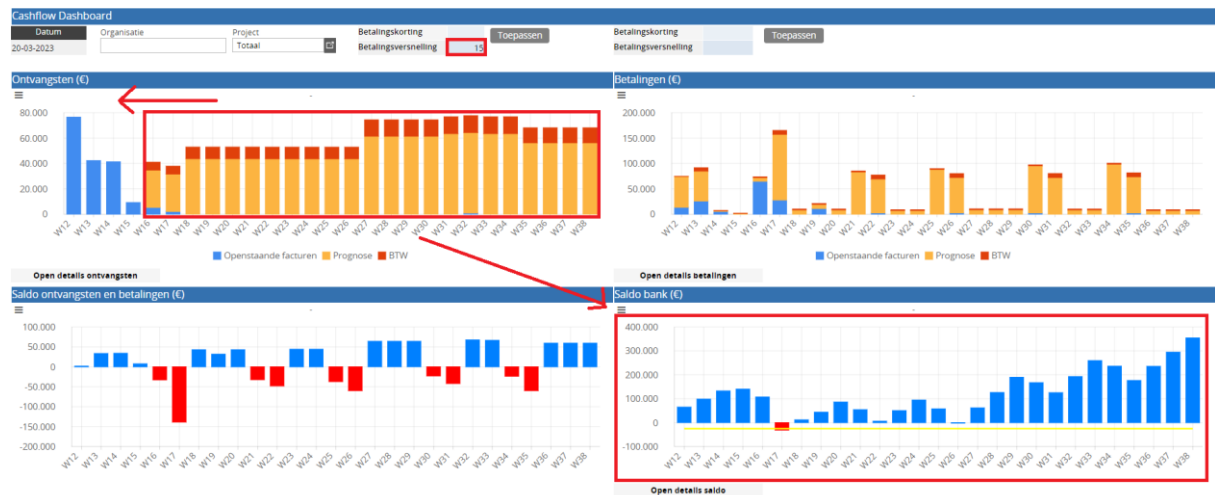 Cashflow Dashboard
Datum Organisatie Project Betalingskorting Toepassen Betalingskorting Toepassen
20-03-2023 Totaal Betalingsversnelling 15 Betalingsversnelling
Ontvangsten (€) Betalingen (€)
80.000
60.000
40.000
20.000
0
W12 W13 W14 W15 W16 W17 W18 W19 W20 W21 W22 W23 W24 W25 W26 W27 W28 W29 W30 W31 W32 W33 W34 W35 W36 W37 W38
Openstaande facturen Prognose BTW
Open details ontvangsten
200.000
150.000
100.000
50.000
0
W12 W13 W14 W15 W16 W17 W18 W19 W20 W21 W22 W23 W24 W25 W26 W27 W28 W29 W30 W31 W32 W33 W34 W35 W36 W37 W38
Openstaande facturen Prognose BTW
Open details betalingen
Saldo ontvangsten en betalingen (€) Saldo bank (€)
100.000
50.000
0
-50.000
-100.000
-150.000
-200.000
W12 W13 W14 W15 W16 W17 W18 W19 W20 W21 W22 W23 W24 W25 W26 W27 W28 W29 W30 W31 W32 W33 W34 W35 W36 W37 W38
400.000
300.000
200.000
100.000
0
-100.000
W12 W13 W14 W15 W16 W17 W18 W19 W20 W21 W22 W23 W24 W25 W26 W27 W28 W29 W30 W31 W32 W33 W34 W35 W36 W37 W38
Open details saldo